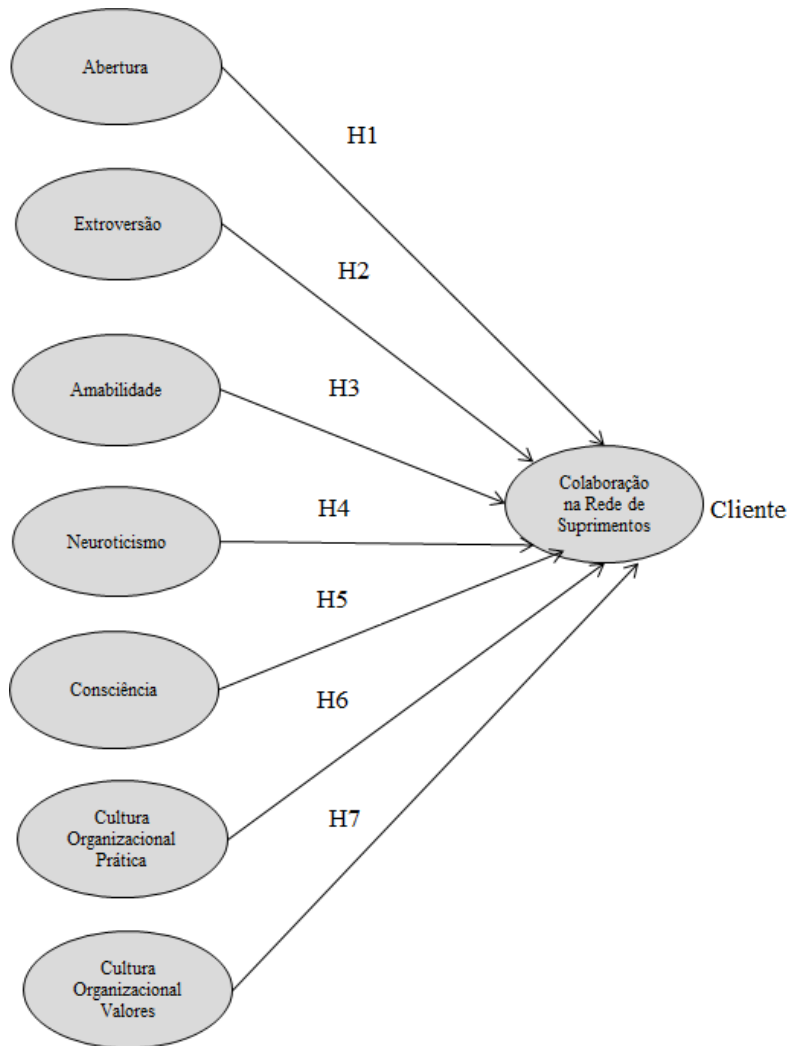 Abertura
H1
Extroversão
H2
Amabilidade
H3
Colaboração
na Rede de
Suprimentos
Cliente
Neuroticismo
H4
H5
Consciência
H6
Cultura
Organizacional
Prática
H7
Cultura
Organizacional
Valores